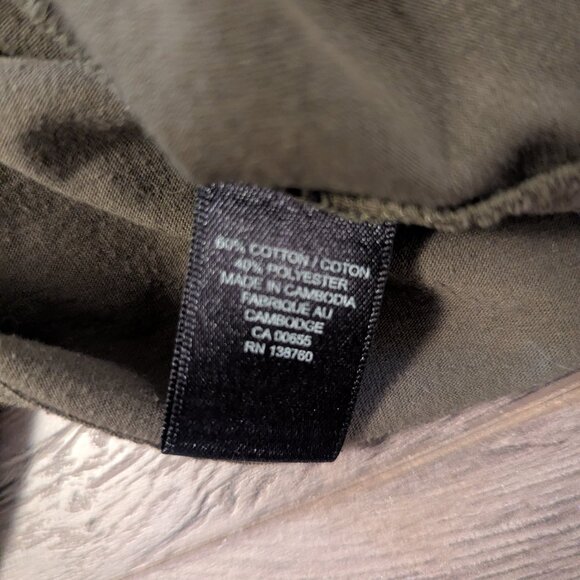 60% COTTON / COTON
40% POLYESTER
MADE IN CAMBODIA
FABRIQUE AU
CAMBODGE
CA 00655
RN 138760